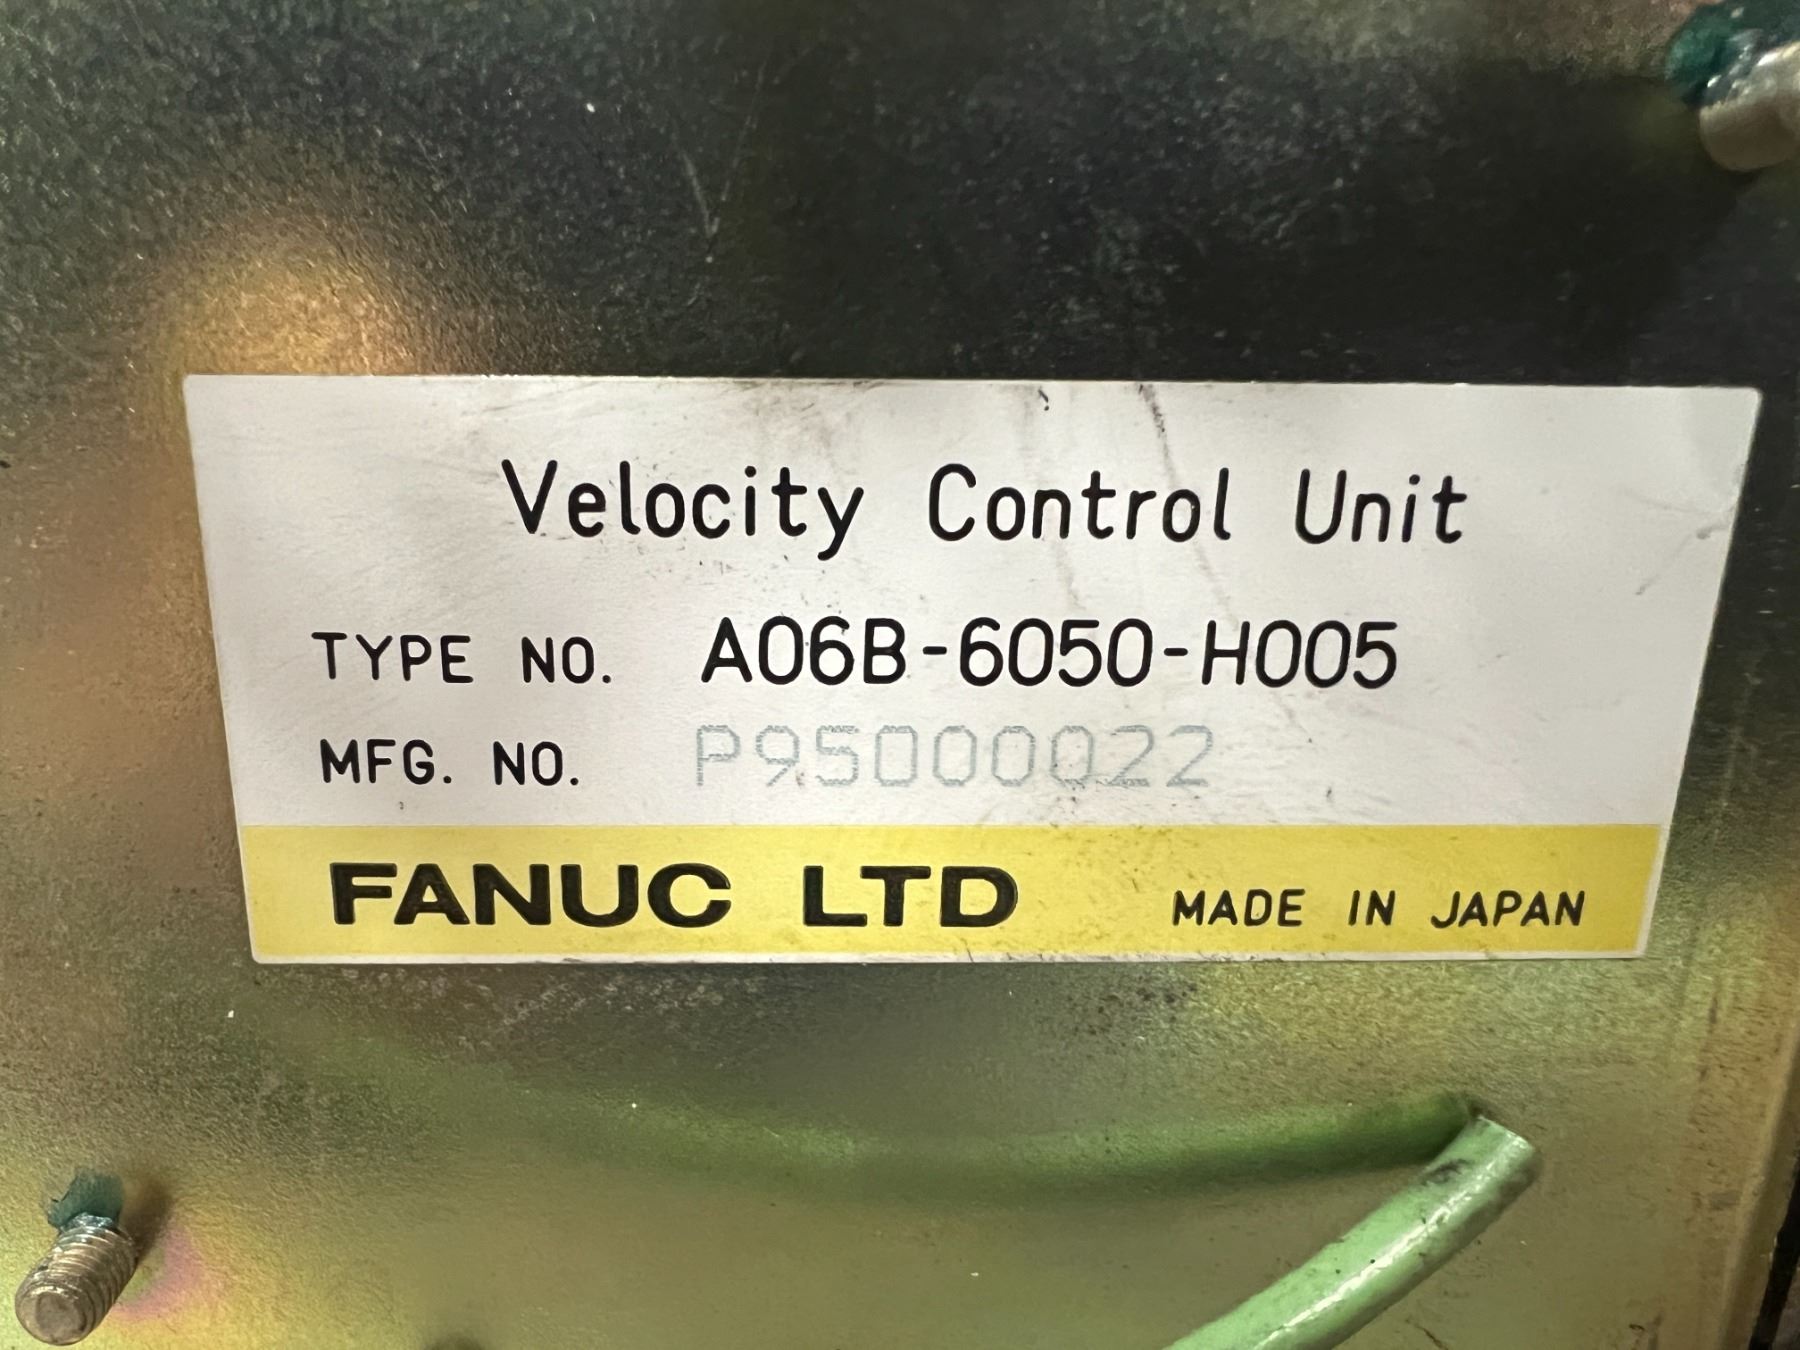 Velocity Control Unit
TYPE NO. A06B-6050-H005
MFG. NO. P95000022
FANUC LTD MADE IN JAPAN